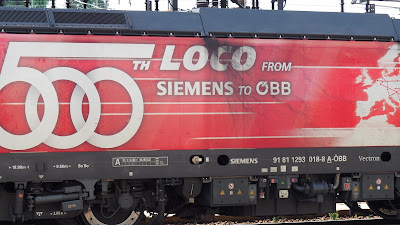 500TH LOCO FROM
SIEMENS TO ÖBB
SIEMENS
91 81 1293 018-8 A-ÖBB
Vectron
A